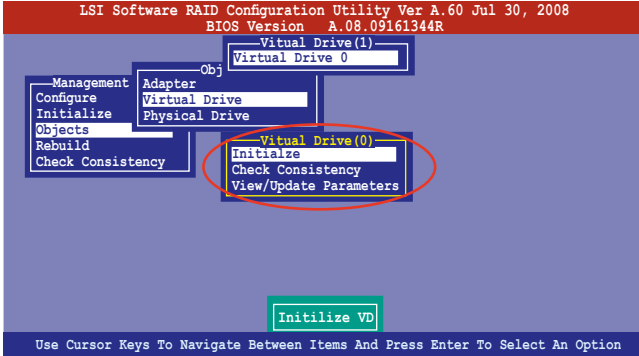 LSI Software RAID Configuration Utility Ver A.60 Jul 30, 2008
BIOS Version A.08.09161344R
Vitual Drive(1)
Virtual Drive 0
Obj
Adapter
Virtual Drive
Physical Drive
Management
Configure
Initialize
Objects
Rebuild
Check Consistency
Vitual Drive(0)
Initialze
Check Consistency
View/Update Parameters
Initilize VD
Use Cursor Keys To Navigate Between Items And Press Enter To Select An Option